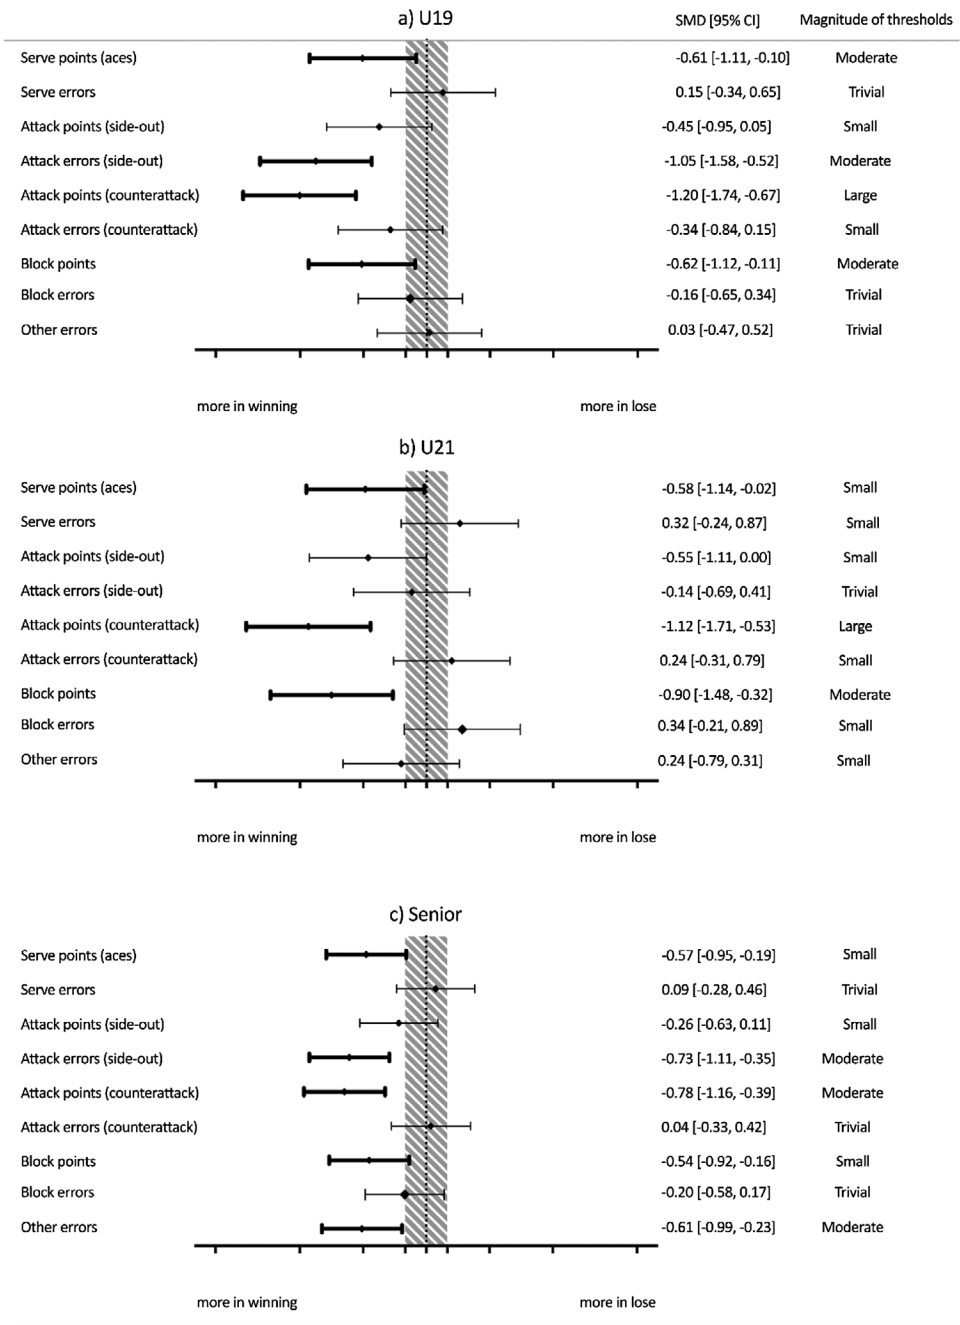 a) U19 SMD [95% CI] Magnitude of thresholds
Serve points (aces) -0.61 [-1.11, -0.10] Moderate
Serve errors 0.15 [-0.34, 0.65] Trivial
Attack points (side-out) -0.45 [-0.95, 0.05] Small
Attack errors (side-out) -1.05 [-1.58, -0.52] Moderate
Attack points (counterattack) -1.20 [-1.74, -0.67] Large
Attack errors (counterattack) -0.34 [-0.84, 0.15] Small
Block points -0.62 [-1.12, -0.11] Moderate
Block errors -0.16 [-0.65, 0.34] Trivial
Other errors 0.03 [-0.47, 0.52] Trivial
more in winning more in lose
b) U21
Serve points (aces) -0.58 [-1.14, -0.02] Small
Serve errors 0.32 [-0.24, 0.87] Small
Attack points (side-out) -0.55 [-1.11, 0.00] Small
Attack errors (side-out) -0.14 [-0.69, 0.41] Trivial
Attack points (counterattack) -1.12 [-1.71, -0.53] Large
Attack errors (counterattack) 0.24 [-0.31, 0.79] Small
Block points -0.90 [-1.48, -0.32] Moderate
Block errors 0.34 [-0.21, 0.89] Small
Other errors 0.24 [-0.79, 0.31] Small
more in winning more in lose
c) Senior
Serve points (aces) -0.57 [-0.95, -0.19] Small
Serve errors 0.09 [-0.28, 0.46] Trivial
Attack points (side-out) -0.26 [-0.63, 0.11] Small
Attack errors (side-out) -0.73 [-1.11, -0.35] Moderate
Attack points (counterattack) -0.78 [-1.16, -0.39] Moderate
Attack errors (counterattack) 0.04 [-0.33, 0.42] Trivial
Block points -0.54 [-0.92, -0.16] Small
Block errors -0.20 [-0.58, 0.17] Trivial
Other errors -0.61 [-0.99, -0.23] Moderate
more in winning more in lose